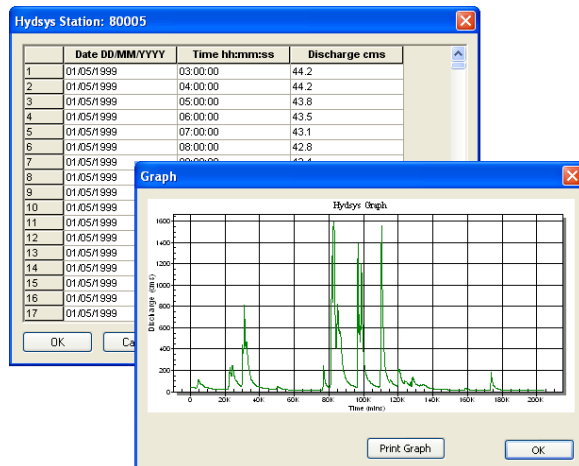 Hydsys Station: 80005
Date DD/MM/YYYY Time hh:mm:ss Discharge cms
1 01/05/1999 03:00:00 44.2
2 01/05/1999 04:00:00 44.2
3 01/05/1999 05:00:00 43.8
4 01/05/1999 06:00:00 43.5
5 01/05/1999 07:00:00 43.1
6 01/05/1999 08:00:00 42.8
7 01/05/1999
8 01/05/1999
9 01/05/1999
10 01/05/1999
11 01/05/1999
12 01/05/1999
13 01/05/1999
14 01/05/1999
15 01/05/1999
16 01/05/1999
17 01/05/1999
OK Ca
Graph
Hydsys Graph
Discharge (cms)
1600
1400
1200
1000
800
600
400
200
0
0 20K 40K 60K 80K 100K 120K 140K 160K 180K 200K
Time (mins)
Print Graph OK